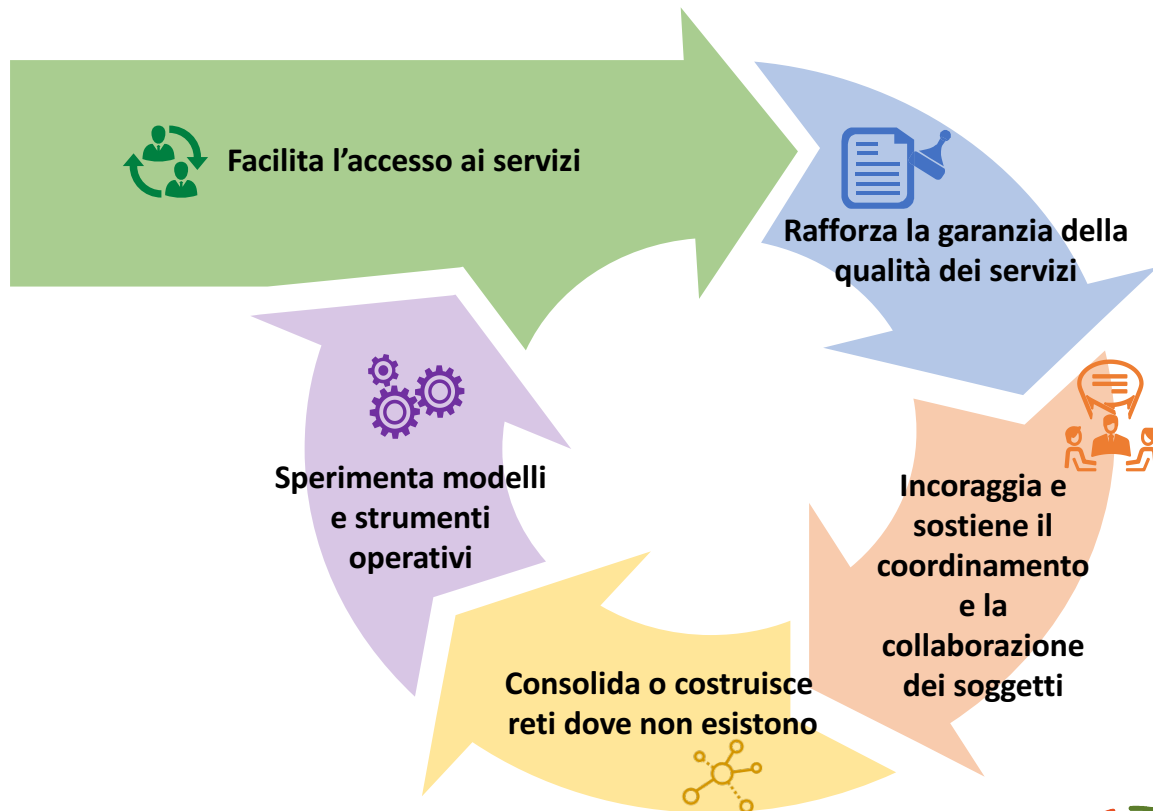 Facilita l’accesso ai servizi
Rafforza la garanzia della
qualità dei servizi
Incoraggia e
sostiene il
coordinamento
e la
collaborazione
dei soggetti
Consolida o costruisce
reti dove non esistono
Sperimenta modelli
e strumenti
operativi